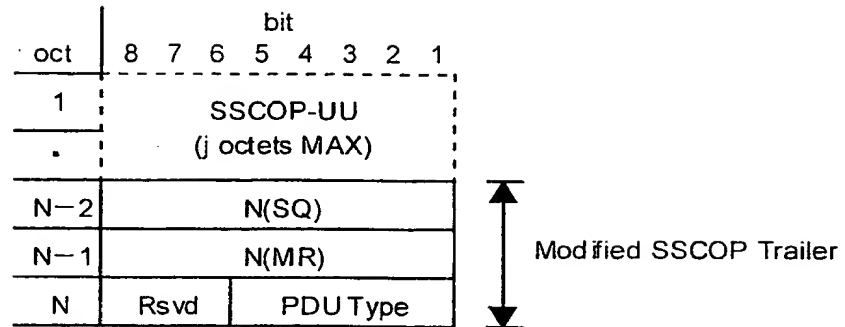 bit
oct 8 7 6 5 4 3 2 1
1 SSCOP-UU
(j octets MAX)
N-2 N(SQ)
N-1 N(MR)
N Rsvd PDU Type
Modified SSCOP Trailer